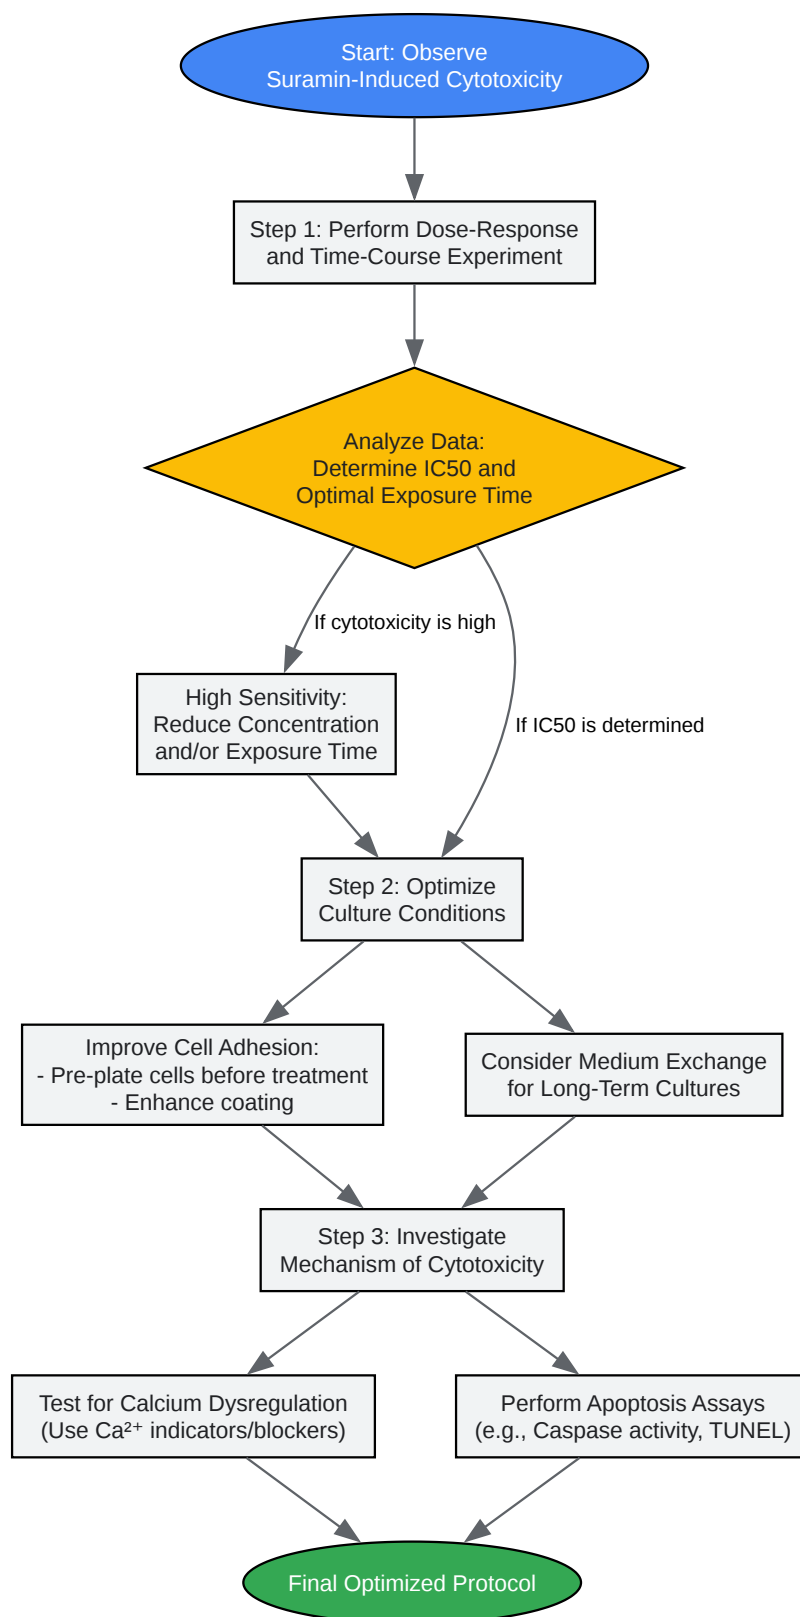 Start: Observe
Suramin-Induced Cytotoxicity
Step 1: Perform Dose-Response
and Time-Course Experiment
Analyze Data:
Determine IC50 and
Optimal Exposure Time
If cytotoxicity is high
High Sensitivity:
Reduce Concentration
and/or Exposure Time
If IC50 is determined
Step 2: Optimize
Culture Conditions
Improve Cell Adhesion:
- Pre-plate cells before treatment
- Enhance coating
Consider Medium Exchange
for Long-Term Cultures
Step 3: Investigate
Mechanism of Cytotoxicity
Test for Calcium Dysregulation
(Use Ca²⁺ indicators/blockers)
Perform Apoptosis Assays
(e.g., Caspase activity, TUNEL)
Final Optimized Protocol